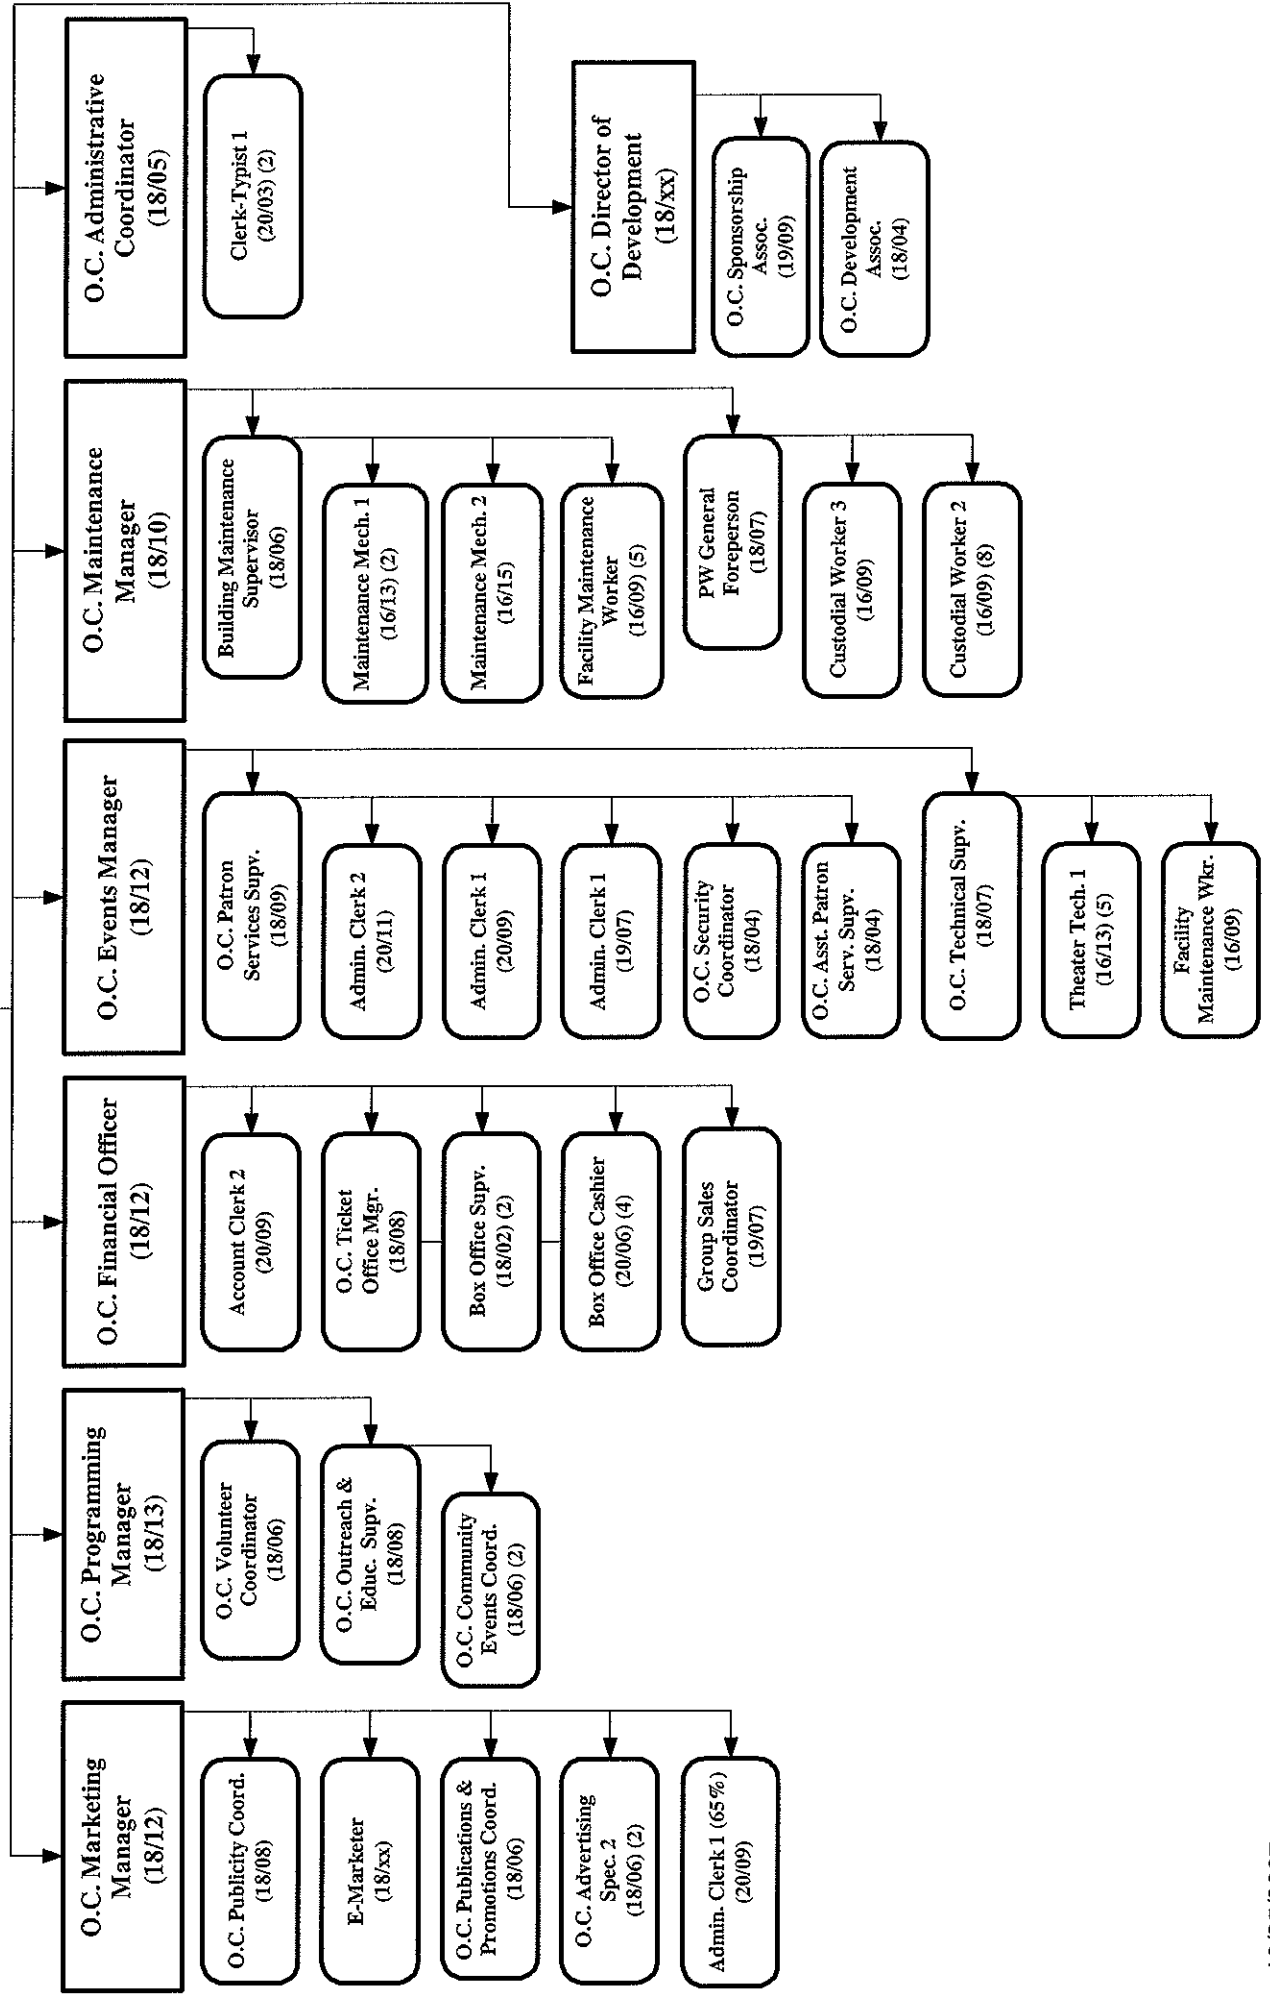 O.C. Marketing
Manager
(18/12)
O.C. Publicity Coord.
(18/08)
E-Marketer
(18/xx)
O.C. Publications &
Promotions Coord.
(18/06)
O.C. Advertising
Spec. 2
(18/06) (2)
Admin. Clerk 1 (65%)
(20/09)
O.C. Programming
Manager
(18/13)
O.C. Volunteer
Coordinator
(18/06)
O.C. Outreach &
Educ. Supv.
(18/08)
O.C. Community
Events Coord.
(18/06) (2)
O.C. Financial Officer
(18/12)
Account Clerk 2
(20/09)
O.C. Ticket
Office Mgr.
(18/08)
Box Office Supv.
(18/02) (2)
Box Office Cashier
(20/06) (4)
Group Sales
Coordinator
(19/07)
O.C. Events Manager
(18/12)
O.C. Patron
Services Supv.
(18/09)
Admin. Clerk 2
(20/11)
Admin. Clerk 1
(20/09)
Admin. Clerk 1
(19/07)
O.C. Security
Coordinator
(18/04)
O.C. Asst. Patron
Serv. Supv.
(18/04)
O.C. Technical Supv.
(18/07)
Theater Tech. 1
(16/13) (5)
Facility
Maintenance Wkr.
(16/09)
O.C. Maintenance
Manager
(18/10)
Building Maintenance
Supervisor
(18/06)
Maintenance Mech. 1
(16/13) (2)
Maintenance Mech. 2
(16/15)
Facility Maintenance
Worker
(16/09) (5)
PW General
Foreperson
(18/07)
Custodial Worker 3
(16/09)
Custodial Worker 2
(16/09) (8)
O.C. Administrative
Coordinator
(18/05)
Clerk-Typist 1
(20/03) (2)
O.C. Director of
Development
(18/xx)
O.C. Sponsorship
Assoc.
(19/09)
O.C. Development
Assoc.
(18/04)